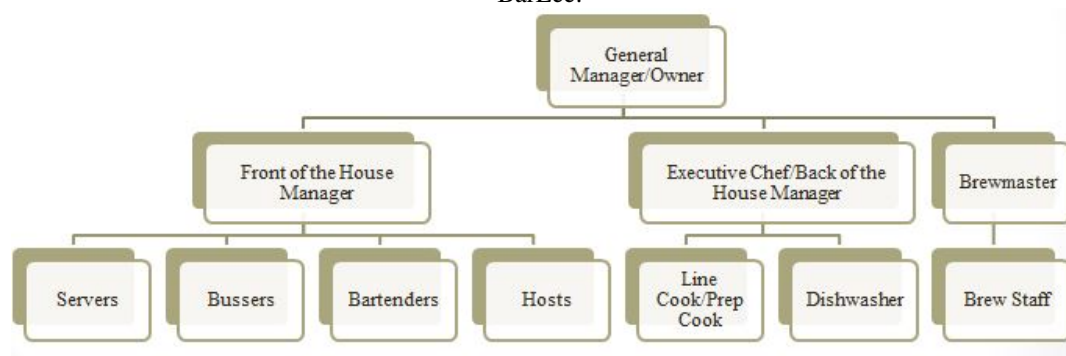 General
Manager/Owner
Front of the House
Manager
Executive Chef/Back of the
House Manager
Brewmaster
Servers
Bussers
Bartenders
Hosts
Line
Cook/Prep
Cook
Dishwasher
Brew Staff